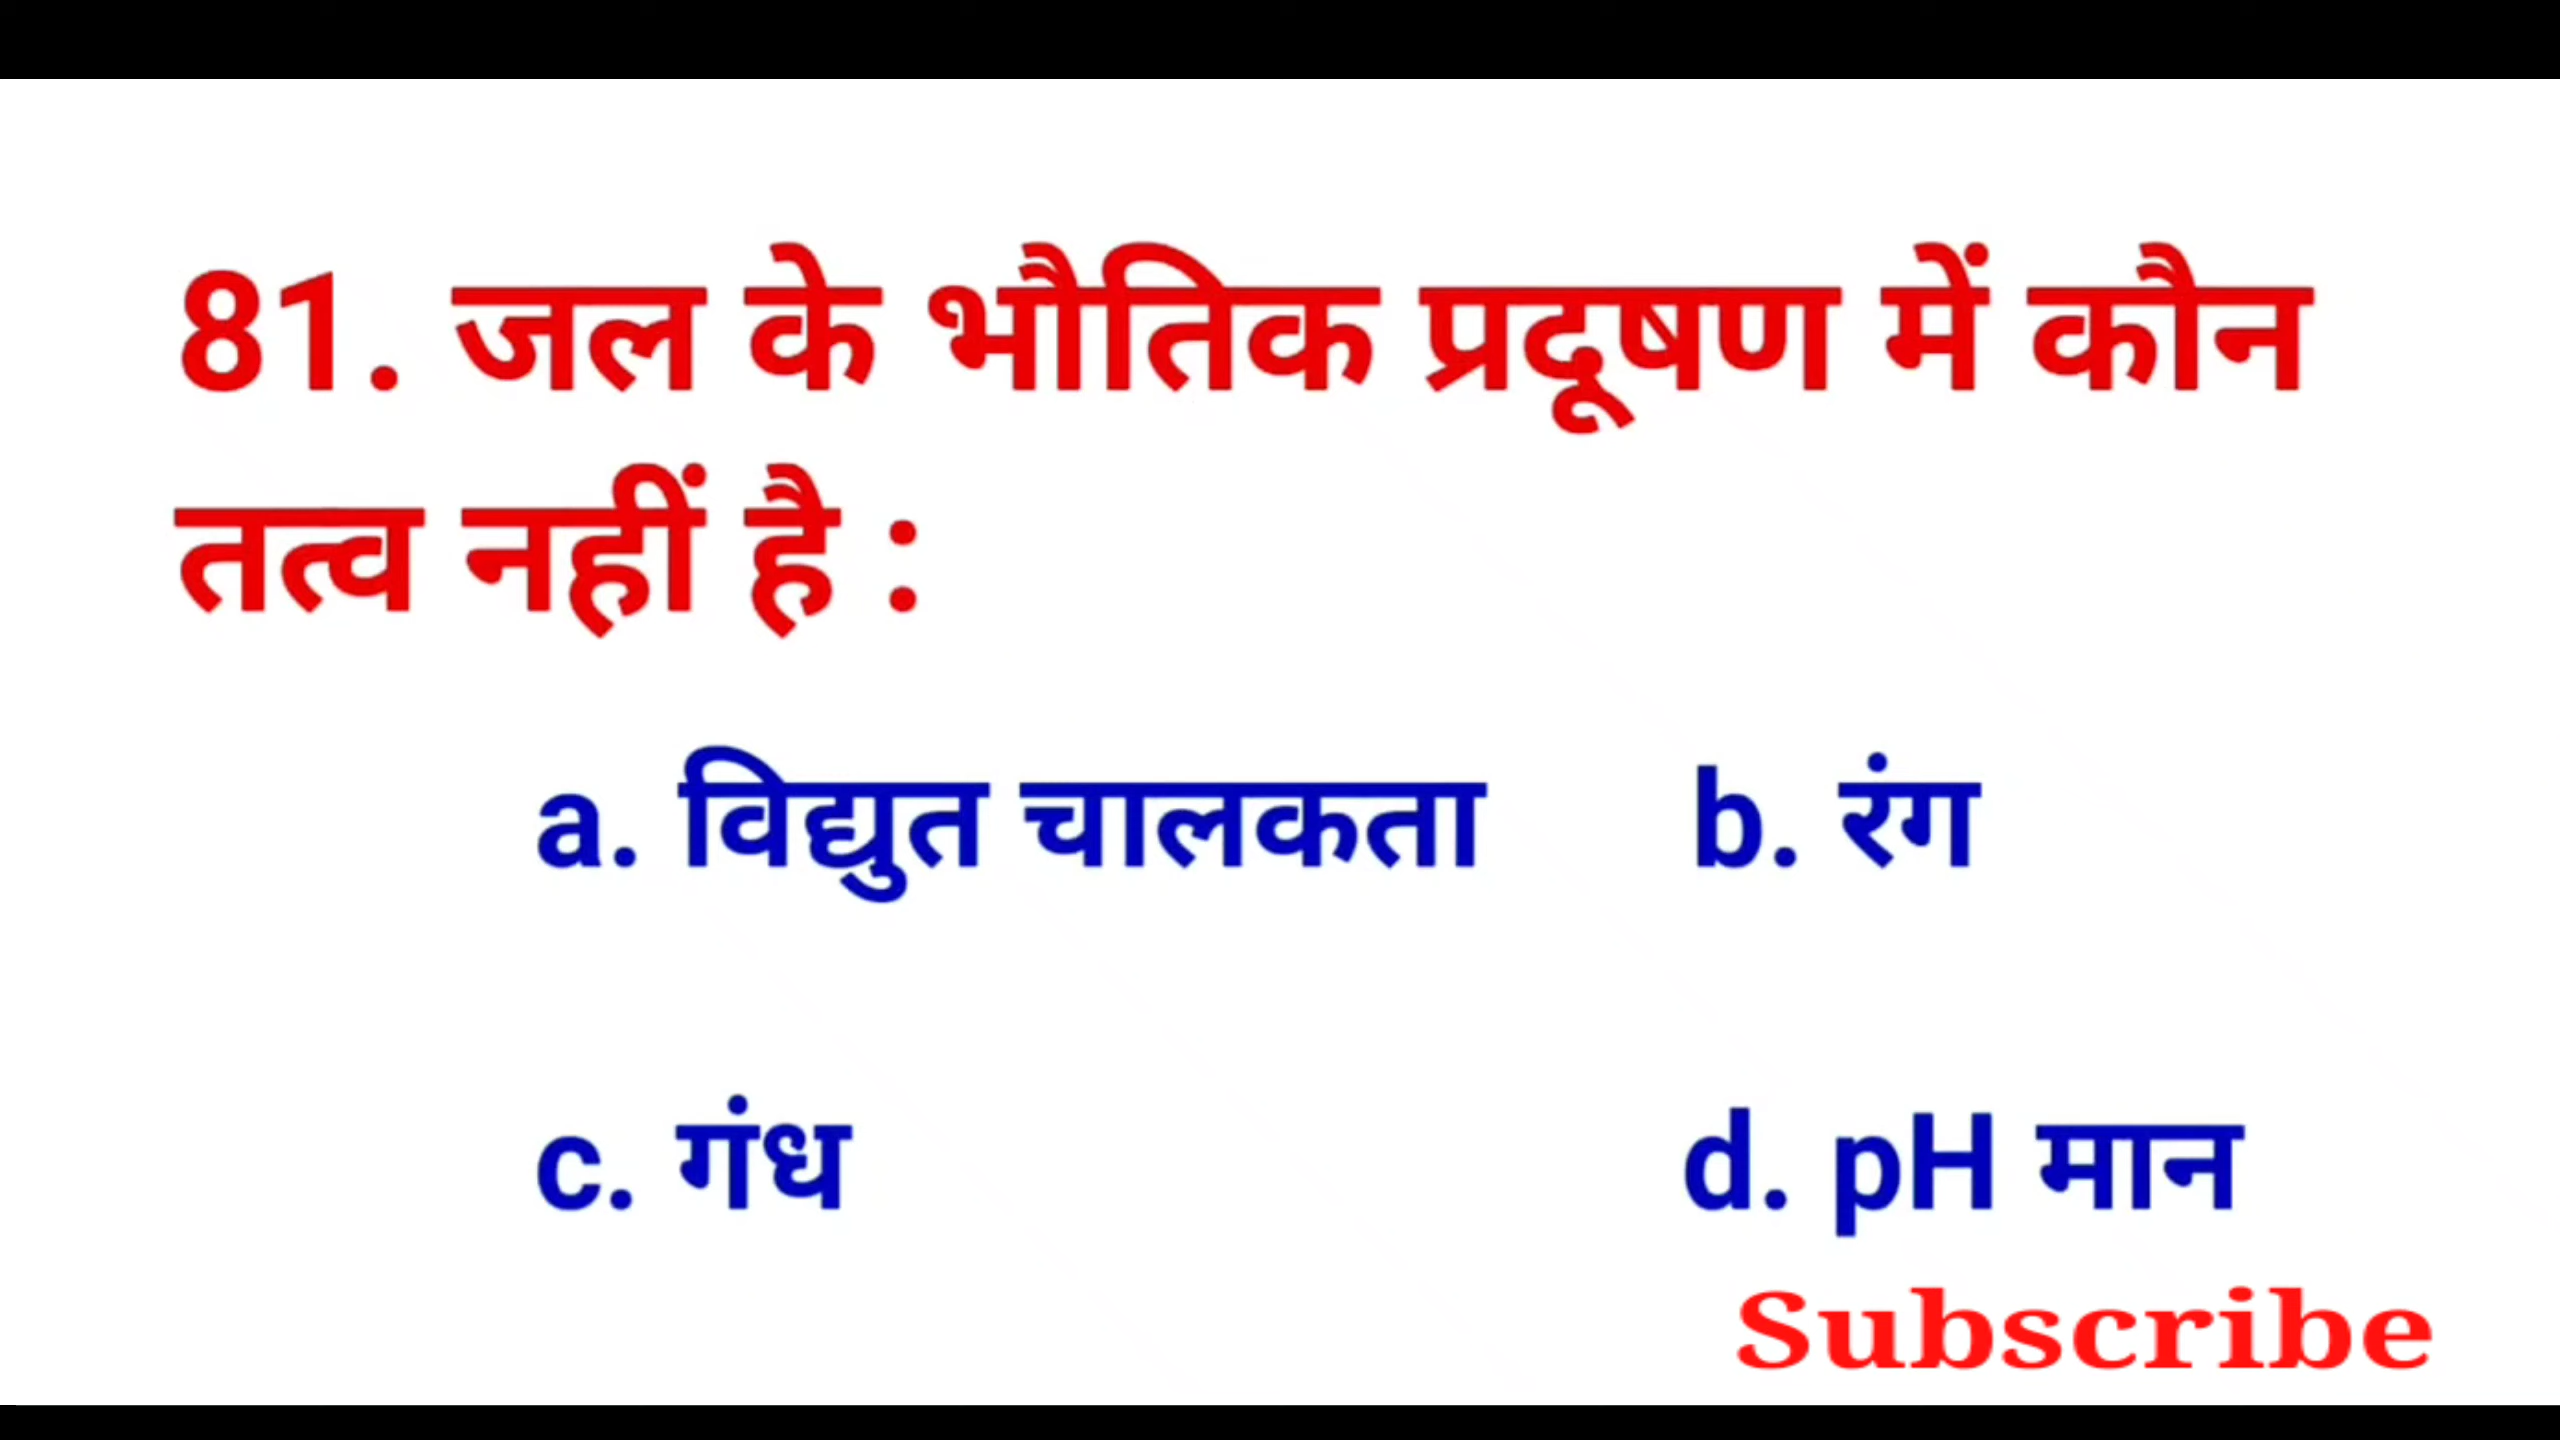 81. जल के भौतिक प्रदूषण में कौन
तत्व नहीं है :
a. विद्युत चालकता b. रंग
c. गंध d. pH मान
Subscribe